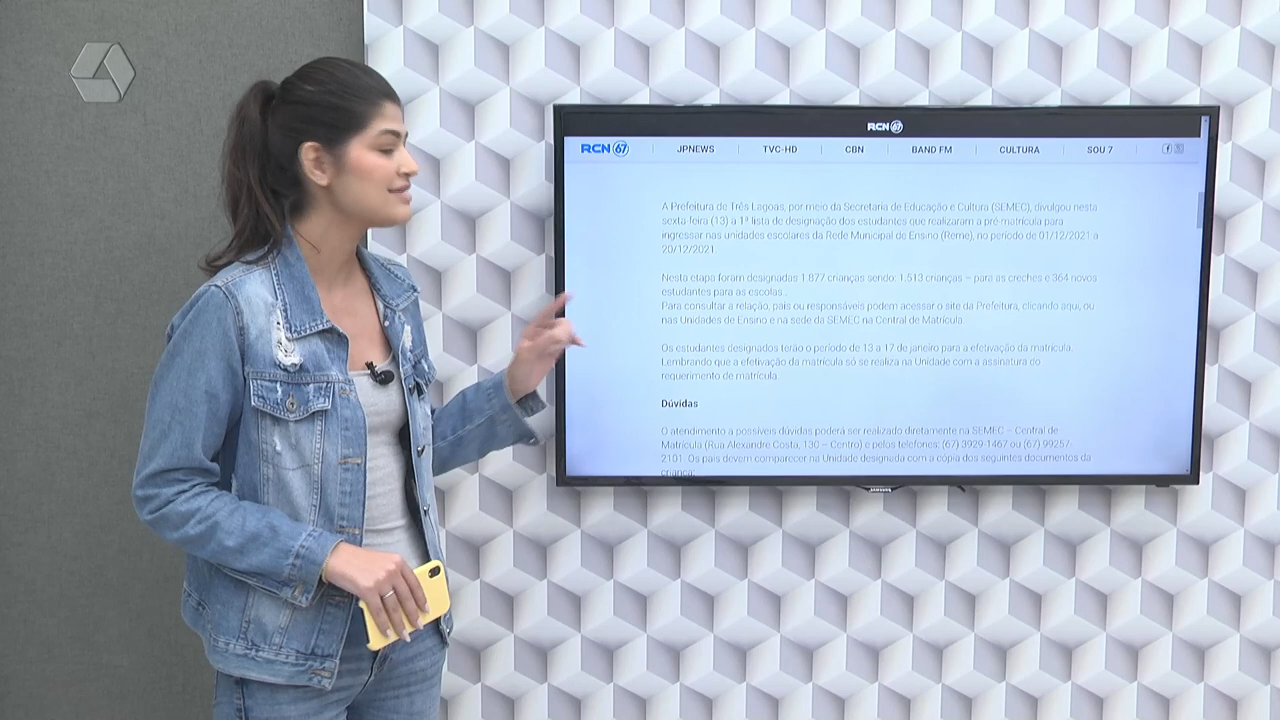 RCN 67
RCN 67 JPNEWS TVC-HD CBN BAND FM CULTURA SOU 7
A Prefeitura de Três Lagoas, por meio da Secretaria de Educação e Cultura (SEMEC), divulgou nesta
sexta-feira (13) a 1ª lista de designação dos estudantes que realizaram a pré-matrícula para
ingressar nas unidades escolares da Rede Municipal de Ensino (Reme), no período de 01/12/2021 a
20/12/2021.
Nesta etapa foram designadas 1.877 crianças sendo: 1.513 crianças – para as creches e 364 novos
estudantes para as escolas.
Para consultar a relação, pais ou responsáveis podem acessar o site da Prefeitura, clicando aqui, ou
nas Unidades de Ensino e na sede da SEMEC na Central de Matrícula.
Os estudantes designados terão o período de 13 a 17 de janeiro para a efetivação da matrícula.
Lembrando que a efetivação da matrícula só se realiza na Unidade com a assinatura do
requerimento de matrícula.
Dúvidas
O atendimento a possíveis dúvidas poderá ser realizado diretamente na SEMEC – Central de
Matrícula (Rua Alexandre Costa, 130 – Centro) e pelos telefones: (67) 3929-1467 ou (67) 99257-
2101. Os pais devem comparecer na Unidade designada com a cópia dos seguintes documentos da
criança:
SAMSUNG